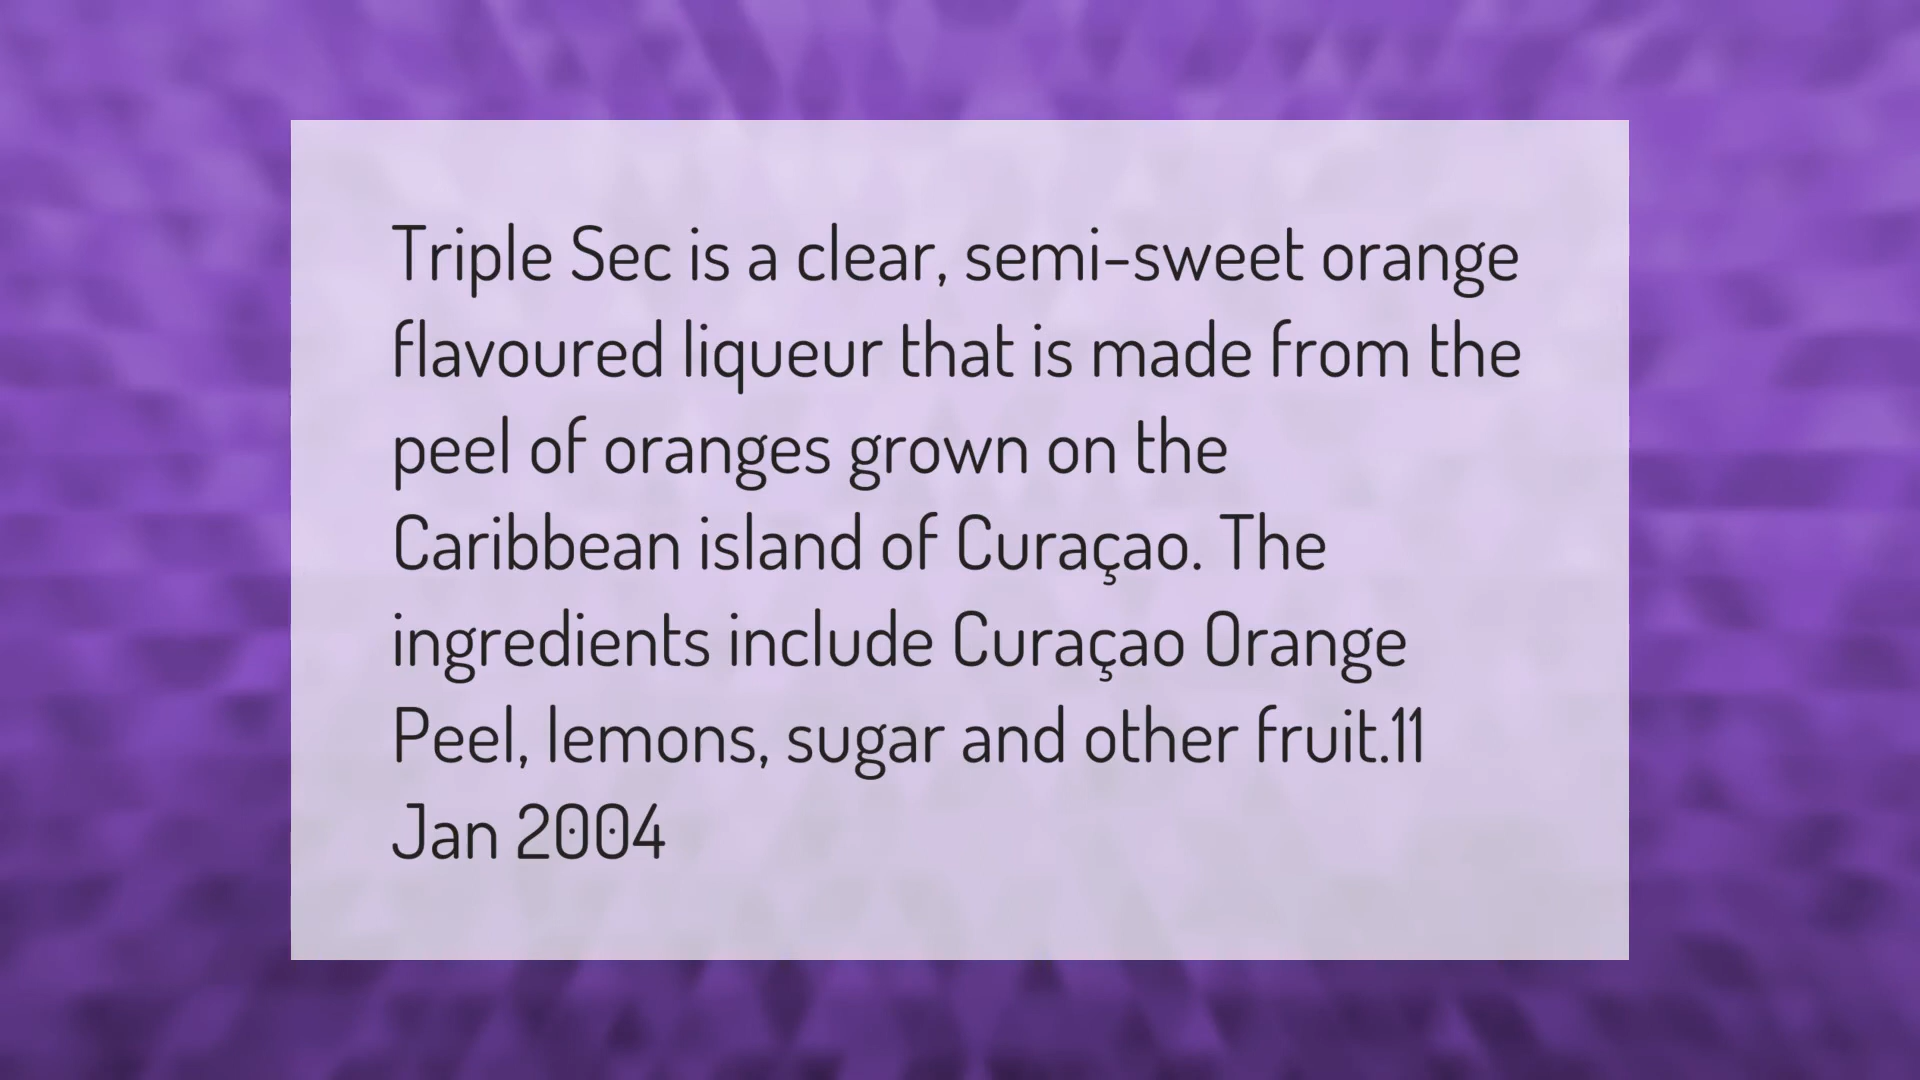 Triple Sec is a clear, semi-sweet orange
flavoured liqueur that is made from the
peel of oranges grown on the
Caribbean island of Curaçao. The
ingredients include Curaçao Orange
Peel, lemons, sugar and other fruit.11
Jan 2004